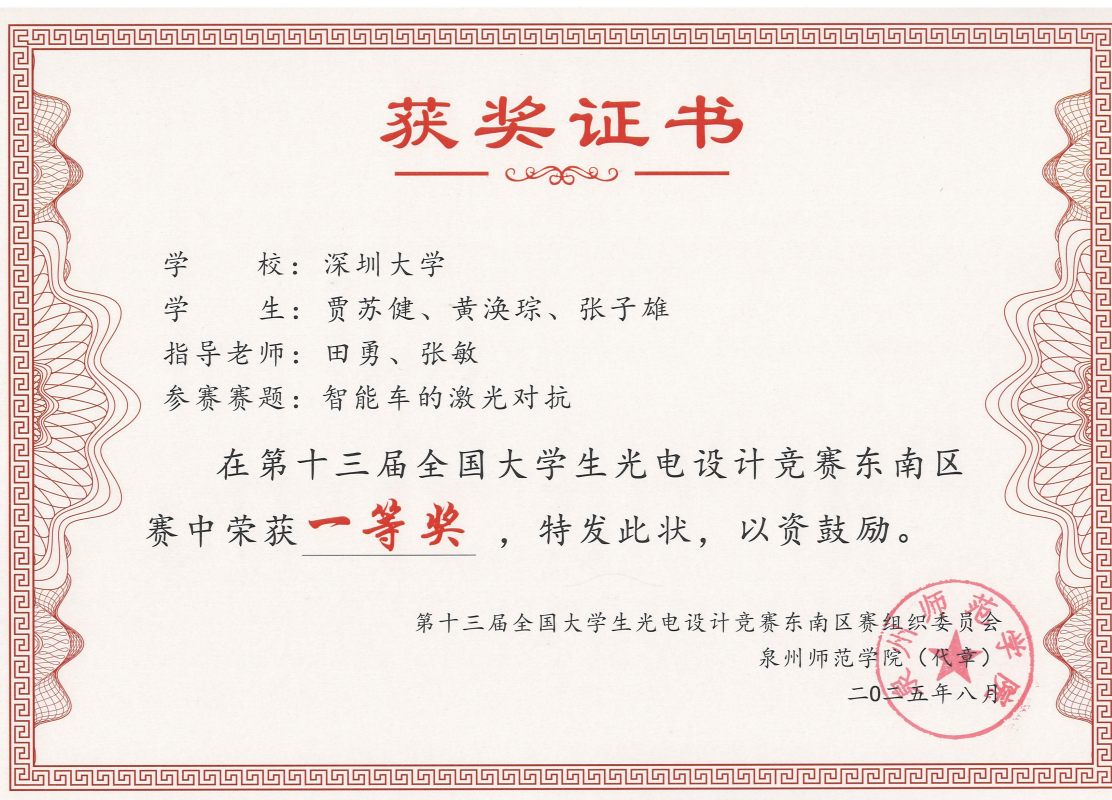 获奖证书
学 校：深圳大学
学 生：贾苏健、黄涣琮、张子雄
指导老师：田勇、张敏
参赛赛题：智能车的激光对抗
在第十三届全国大学生光电设计竞赛东南区
赛中荣获一等奖，特发此状，以资鼓励。
第十三届全国大学生光电设计竞赛东南区赛组织委员会
泉州师范学院（代章）
二〇二五年八月
泉州师范学院